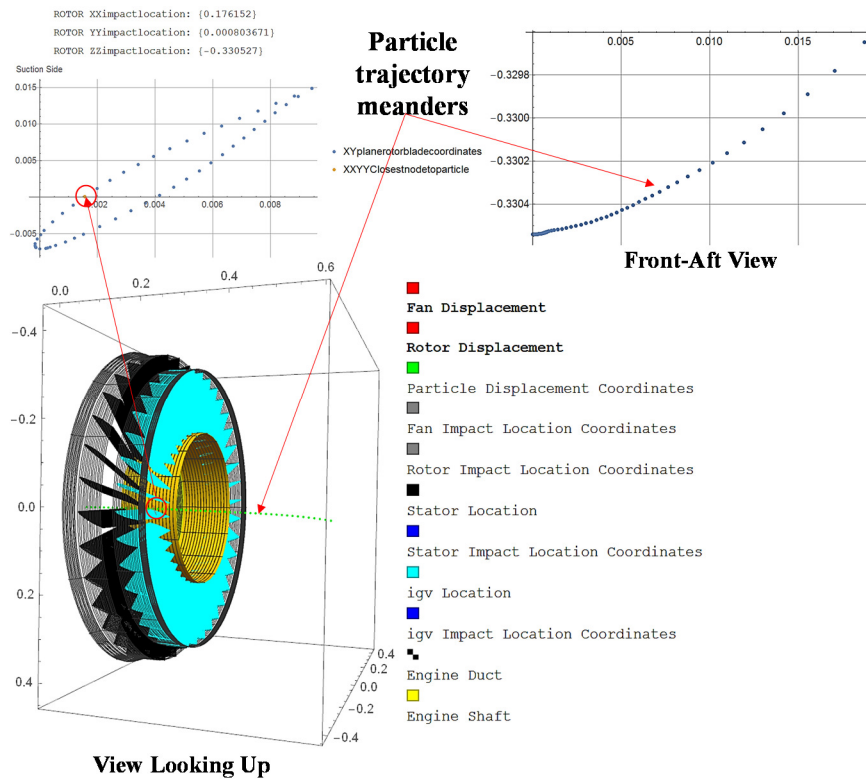 ROTOR XXimpactlocation: {0.176152}
ROTOR YYimpactlocation: {0.000803671}
ROTOR ZZimpactlocation: {-0.330527}
Suction Side
0.015
0.010
0.005
-0.005
0.002
0.004
0.006
0.008
XYplanerotorbladecoordinates
XXYYClosestnodetoparticle
Particle
trajectory
meanders
0.005
0.010
0.015
-0.3298
-0.3300
-0.3302
-0.3304
Front-Aft View
0.0
0.2
0.4
0.6
-0.4
-0.2
0.0
0.2
0.4
0.4
0.2
0.0
-0.2
-0.4
View Looking Up
Fan Displacement
Rotor Displacement
Particle Displacement Coordinates
Fan Impact Location Coordinates
Rotor Impact Location Coordinates
Stator Location
Stator Impact Location Coordinates
igv Location
igv Impact Location Coordinates
Engine Duct
Engine Shaft